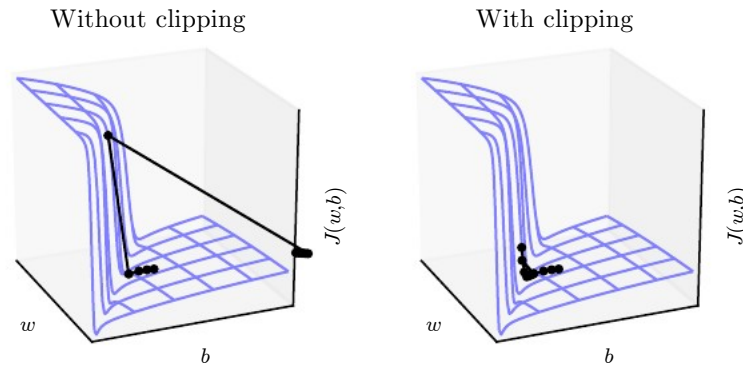 Without clipping
With clipping
J(w,b)
J(w,b)
w
b
w
b